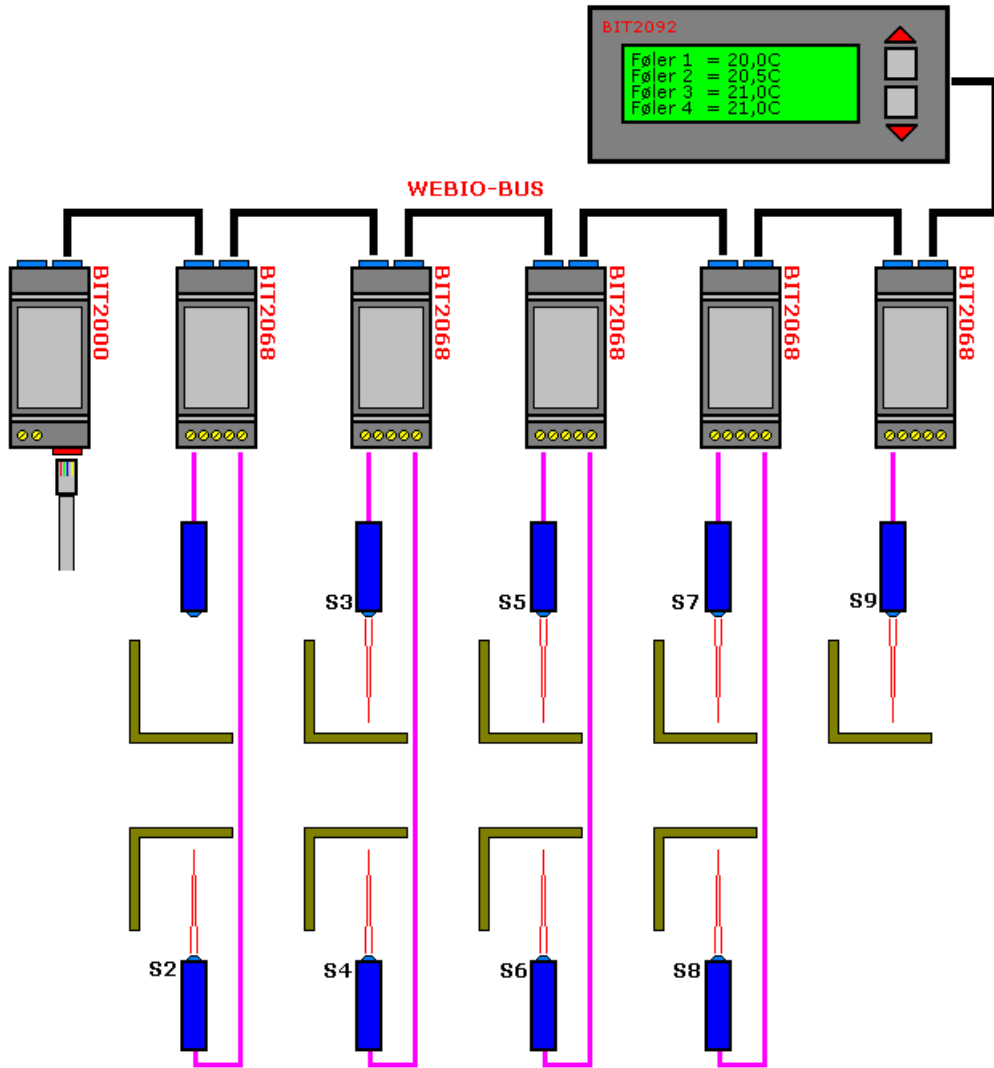 BIT2092
Føler 1 = 20,0C
Føler 2 = 20,5C
Føler 3 = 21,0C
Føler 4 = 21,0C
WEBIO-BUS
BIT2000
BIT2068
BIT2068
BIT2068
BIT2068
BIT2068
S3
S5
S7
S9
S2
S4
S6
S8